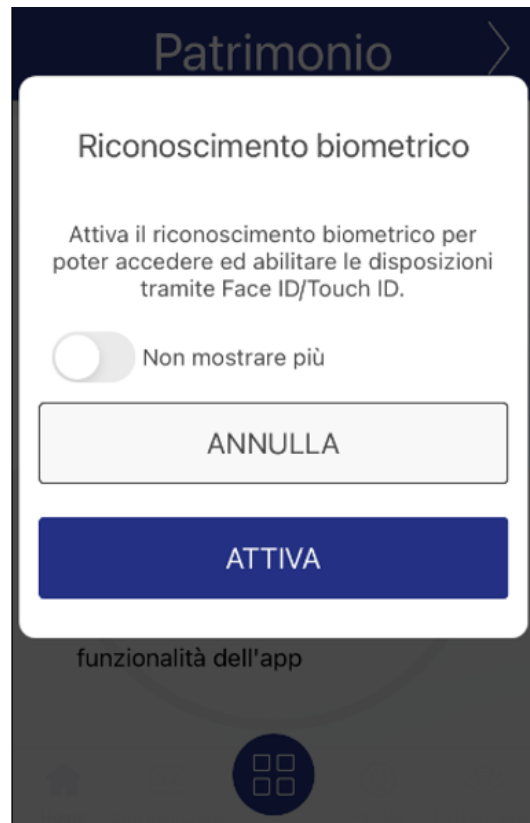 Patrimonio
Riconoscimento biometrico
Attiva il riconoscimento biometrico per
poter accedere ed abilitare le disposizioni
tramite Face ID/Touch ID.
Non mostrare più
ANNULLA
ATTIVA
funzionalità dell'app